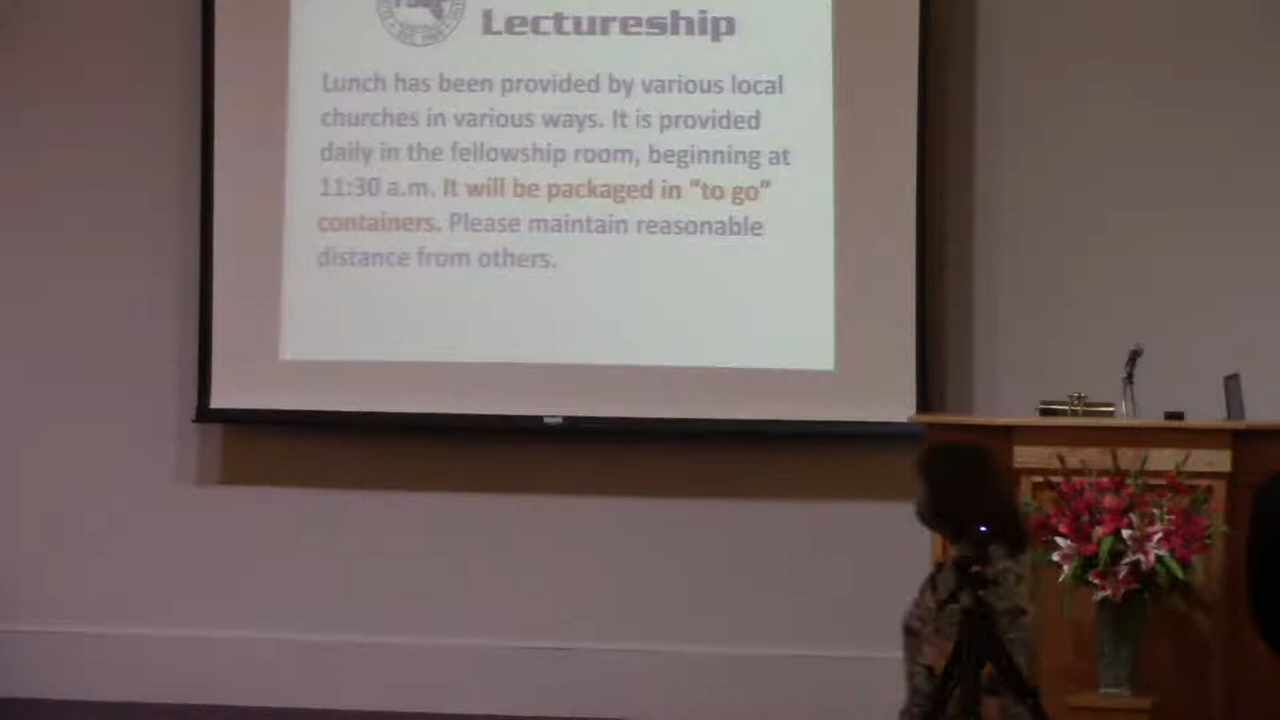 Lectureship
Lunch has been provided by various local
churches in various ways. It is provided
daily in the fellowship room, beginning at
11:30 a.m. It will be packaged in "to go"
containers. Please maintain reasonable
distance from others.